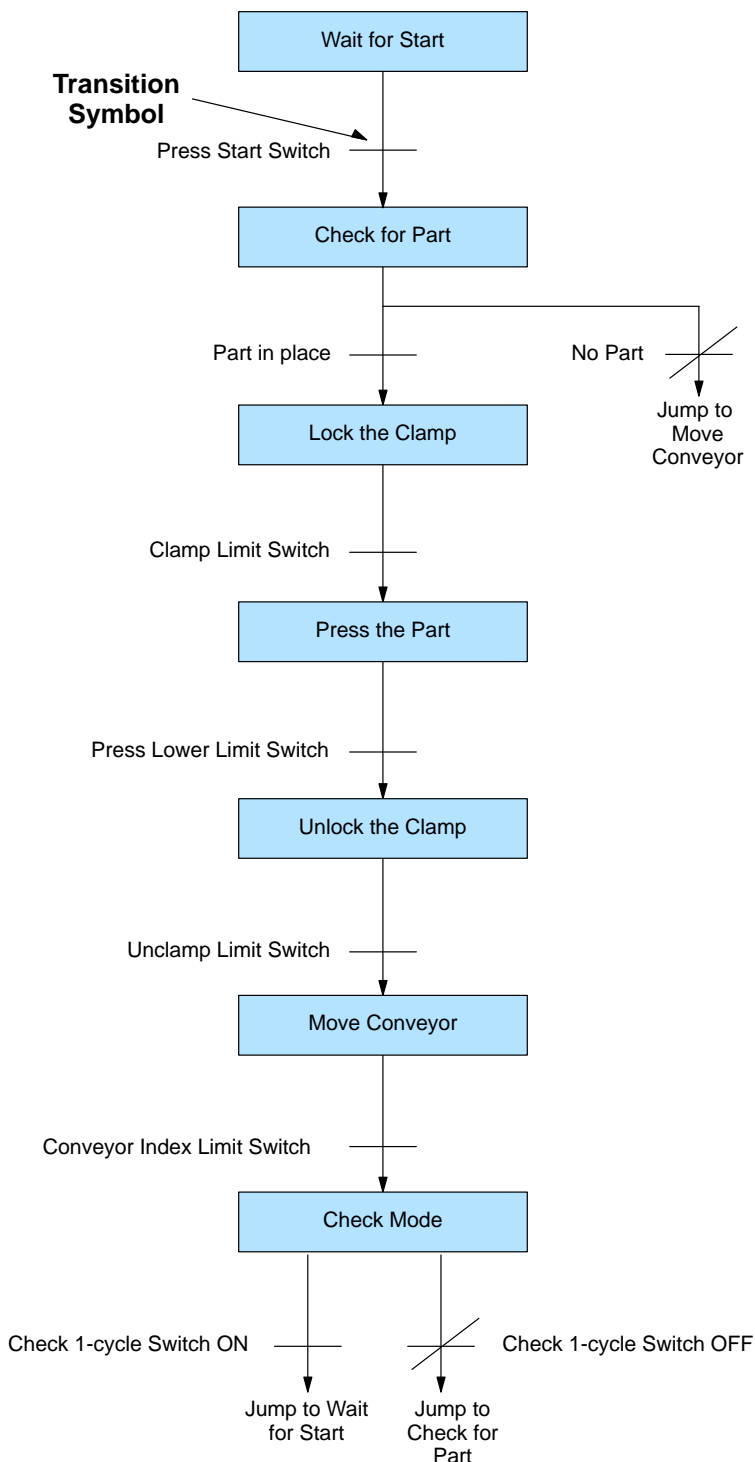 Wait for Start
Transition
Symbol
Press Start Switch
Check for Part
Part in place
No Part
Jump to
Move
Conveyor
Lock the Clamp
Clamp Limit Switch
Press the Part
Press Lower Limit Switch
Unlock the Clamp
Unclamp Limit Switch
Move Conveyor
Conveyor Index Limit Switch
Check Mode
Check 1-cycle Switch ON
Check 1-cycle Switch OFF
Jump to Wait
for Start
Jump to
Check for
Part